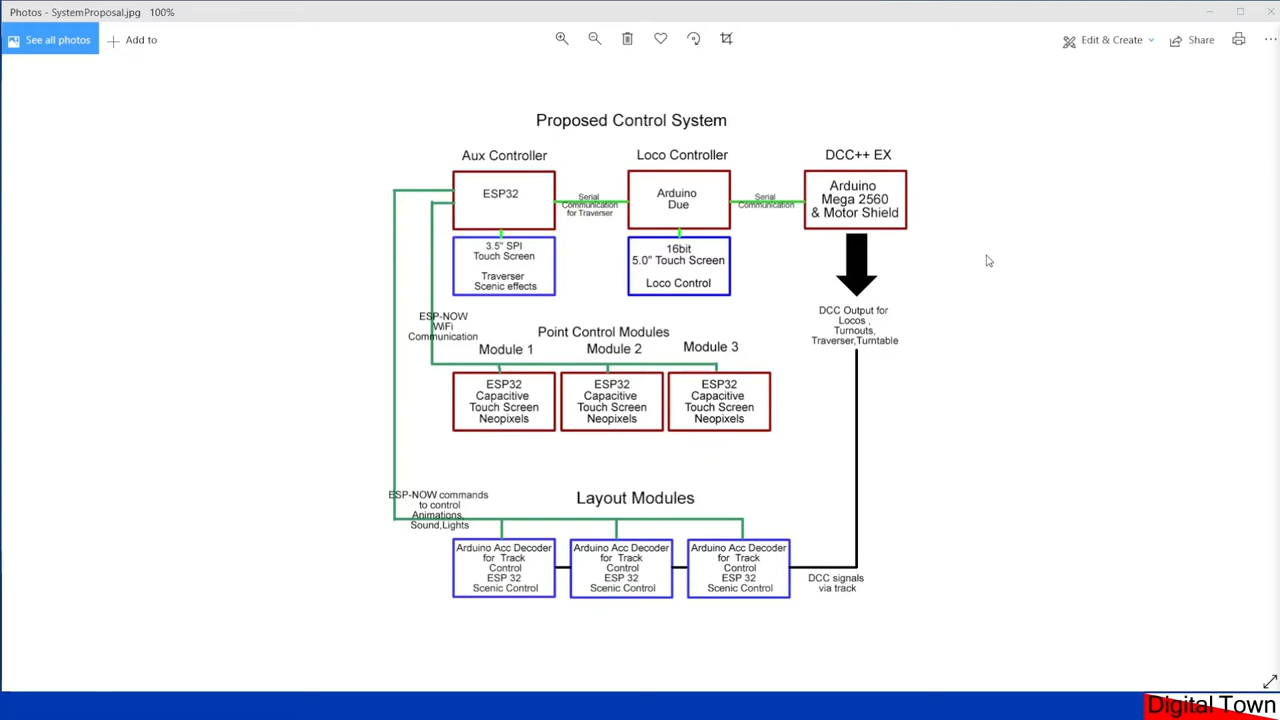 Photos - SystemProposal.jpg 100%
See all photos
Add to
Edit & Create
Share
Proposed Control System
Aux Controller
Loco Controller
DCC++ EX
ESP32
Serial
Communication
for Traverser
Arduino
Due
Serial
Communication
Arduino
Mega 2560
& Motor Shield
3.5" SPI
Touch Screen
Traverser
Scenic effects
16bit
5.0" Touch Screen
Loco Control
DCC Output for
Locos ,
Turnouts,
Traverser,Turntable
ESP-NOW
WiFi
Communication
Point Control Modules
Module 1
Module 2
Module 3
ESP32
Capacitive
Touch Screen
Neopixels
ESP32
Capacitive
Touch Screen
Neopixels
ESP32
Capacitive
Touch Screen
Neopixels
ESP-NOW commands
to control
Animations,
Sound,Lights
Layout Modules
Arduino Acc Decoder
for Track
Control
ESP 32
Scenic Control
Arduino Acc Decoder
for Track
Control
ESP 32
Scenic Control
Arduino Acc Decoder
for Track
Control
ESP 32
Scenic Control
DCC signals
via track
Digital Town